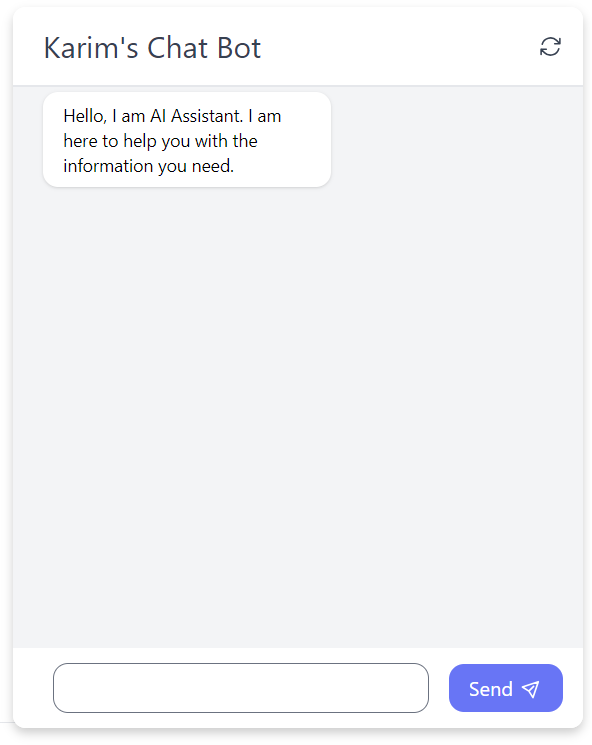 Karim's Chat Bot
Hello, I am AI Assistant. I am
here to help you with the
information you need.
Send